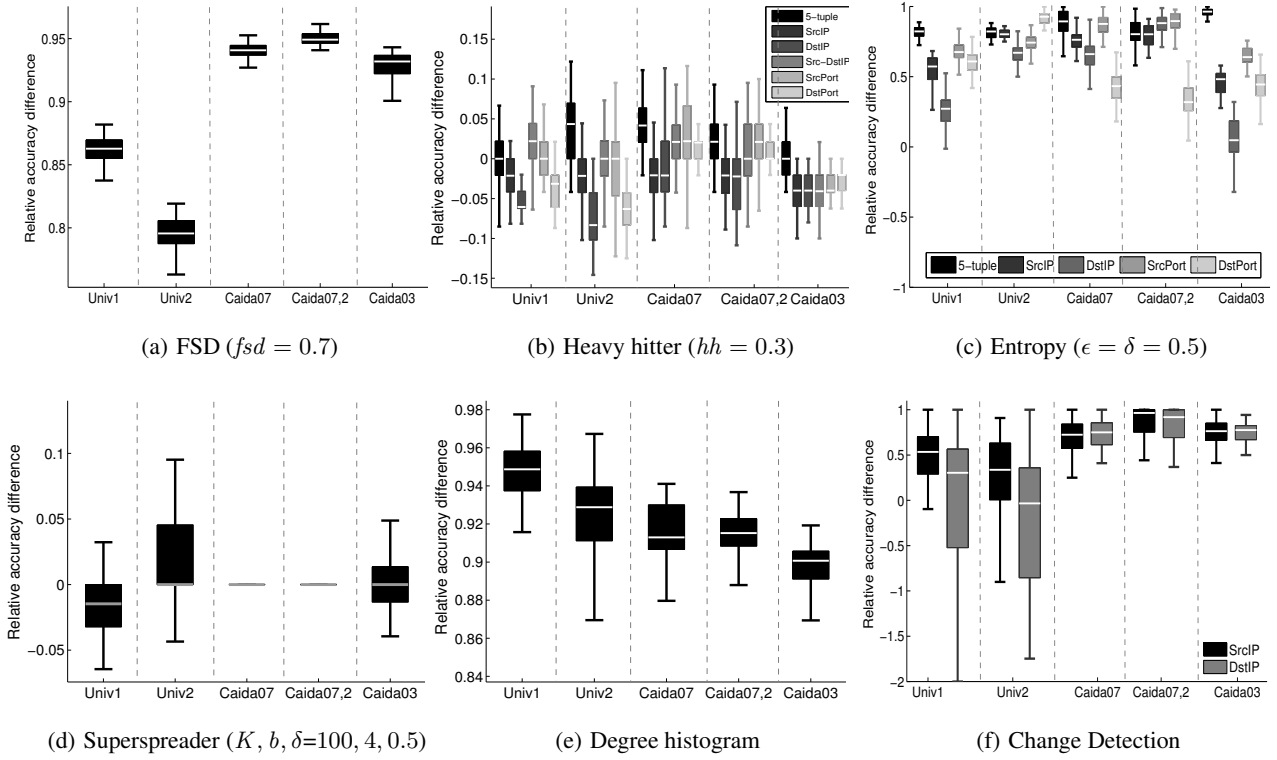 Relative accuracy difference
0.95
0.9
0.85
0.8
Univ1 Univ2 Caida07 Caida07,2 Caida03
(a) FSD (fsd = 0.7)
Relative accuracy difference
0.15
0.1
0.05
0
−0.05
−0.1
−0.15
5−tuple
SrcIP
DstIP
Src−DstIP
SrcPort
DstPort
Univ1 Univ2 Caida07 Caida07,2 Caida03
(b) Heavy hitter (hh = 0.3)
Relative accuracy difference
1
0.5
0
−0.5
−1
5−tuple SrcIP DstIP SrcPort DstPort
Univ1 Univ2 Caida07 Caida07,2 Caida03
(c) Entropy (ϵ = δ = 0.5)
Relative accuracy difference
0.1
0.05
0
−0.05
Univ1 Univ2 Caida07 Caida07,2 Caida03
(d) Superspreader (K, b, δ=100, 4, 0.5)
Relative accuracy difference
0.98
0.96
0.94
0.92
0.9
0.88
0.86
0.84
Univ1 Univ2 Caida07 Caida07,2 Caida03
(e) Degree histogram
Relative accuracy difference
1
0.5
0
−0.5
−1
−1.5
−2
SrcIP
DstIP
Univ1 Univ2 Caida07 Caida07,2 Caida03
(f) Change Detection